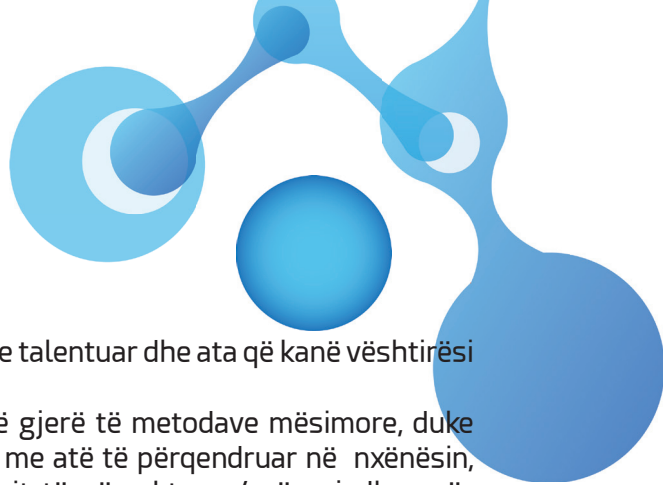 e talentuar dhe ata që kanë vështirësi
ë gjerë të metodave mësimore, duke
me atë të përqendruar në nxënësin,